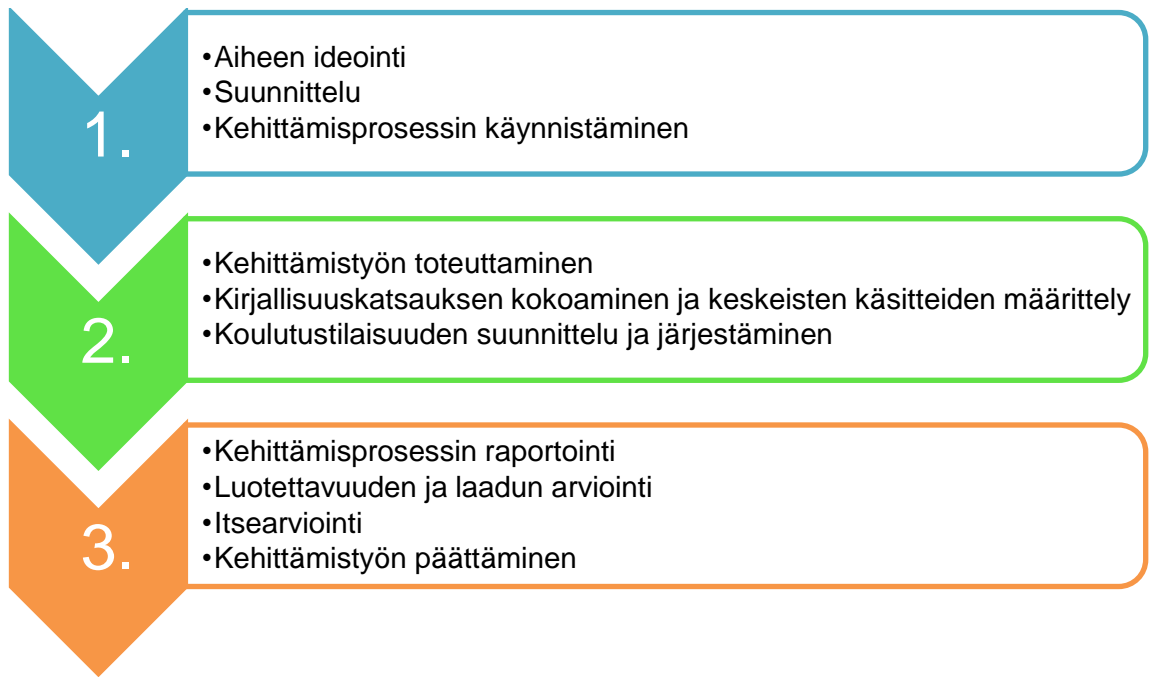 1.
•Aiheen ideointi
•Suunnittelu
•Kehittämisprosessin käynnistäminen
2.
•Kehittämistyön toteuttaminen
•Kirjallisuuskatsauksen kokoaminen ja keskeisten käsitteiden määrittely
•Koulutustilaisuuden suunnittelu ja järjestäminen
3.
•Kehittämisprosessin raportointi
•Luotettavuuden ja laadun arviointi
•Itsearviointi
•Kehittämistyön päättäminen